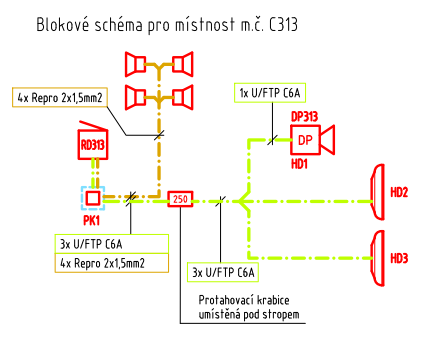 Blokové schéma pro místnost m.č. C313
1x U/FTP C6A
4x Repro 2x1,5mm2
DP313
DP
HD1
RD313
PK1
250
HD2
3x U/FTP C6A
4x Repro 2x1,5mm2
3x U/FTP C6A
HD3
Protahovací krabice
umístěná pod stropem